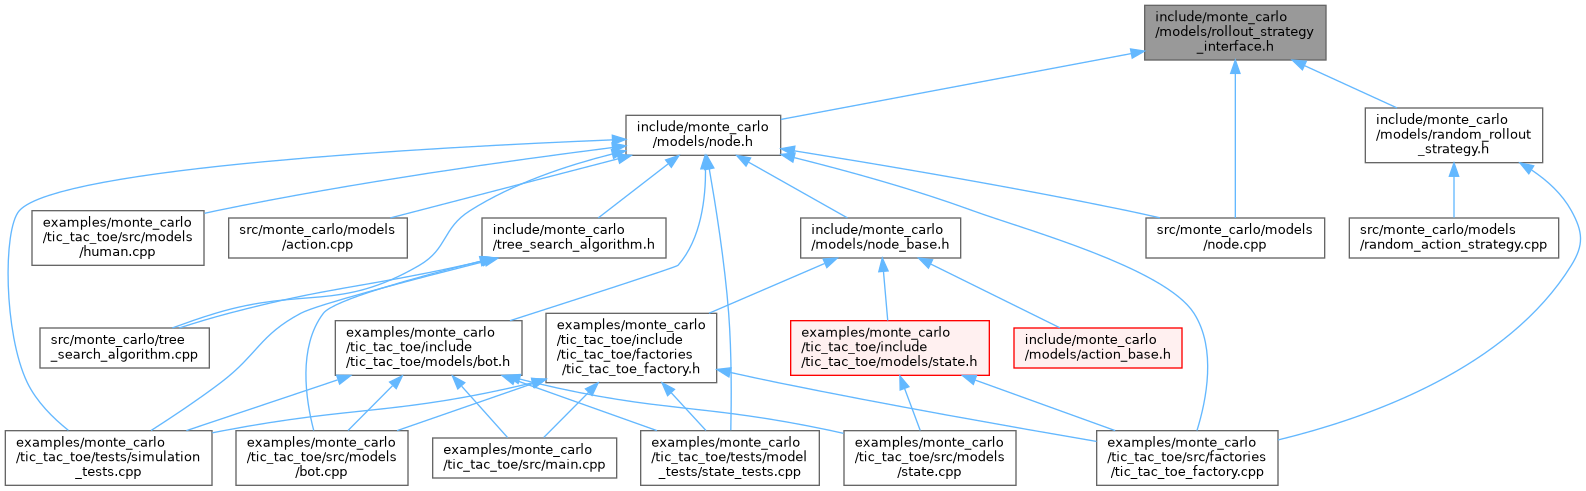 include/monte_carlo
/models/rollout_strategy
_interface.h
include/monte_carlo
/models/node.h
include/monte_carlo
/models/random_rollout
_strategy.h
examples/monte_carlo
/tic_tac_toe/src/models
/human.cpp
src/monte_carlo/models
/action.cpp
include/monte_carlo
/tree_search_algorithm.h
include/monte_carlo
/models/node_base.h
src/monte_carlo/models
/node.cpp
src/monte_carlo/models
/random_action_strategy.cpp
src/monte_carlo/tree
_search_algorithm.cpp
examples/monte_carlo
/tic_tac_toe/include
/tic_tac_toe/models/bot.h
examples/monte_carlo
/tic_tac_toe/include
/tic_tac_toe/factories
/tic_tac_toe_factory.h
examples/monte_carlo
/tic_tac_toe/include
/tic_tac_toe/models/state.h
include/monte_carlo
/models/action_base.h
examples/monte_carlo
/tic_tac_toe/tests/simulation
_tests.cpp
examples/monte_carlo
/tic_tac_toe/src/models
/bot.cpp
examples/monte_carlo
/tic_tac_toe/src/main.cpp
examples/monte_carlo
/tic_tac_toe/tests/model
_tests/state_tests.cpp
examples/monte_carlo
/tic_tac_toe/src/models
/state.cpp
examples/monte_carlo
/tic_tac_toe/src/factories
/tic_tac_toe_factory.cpp